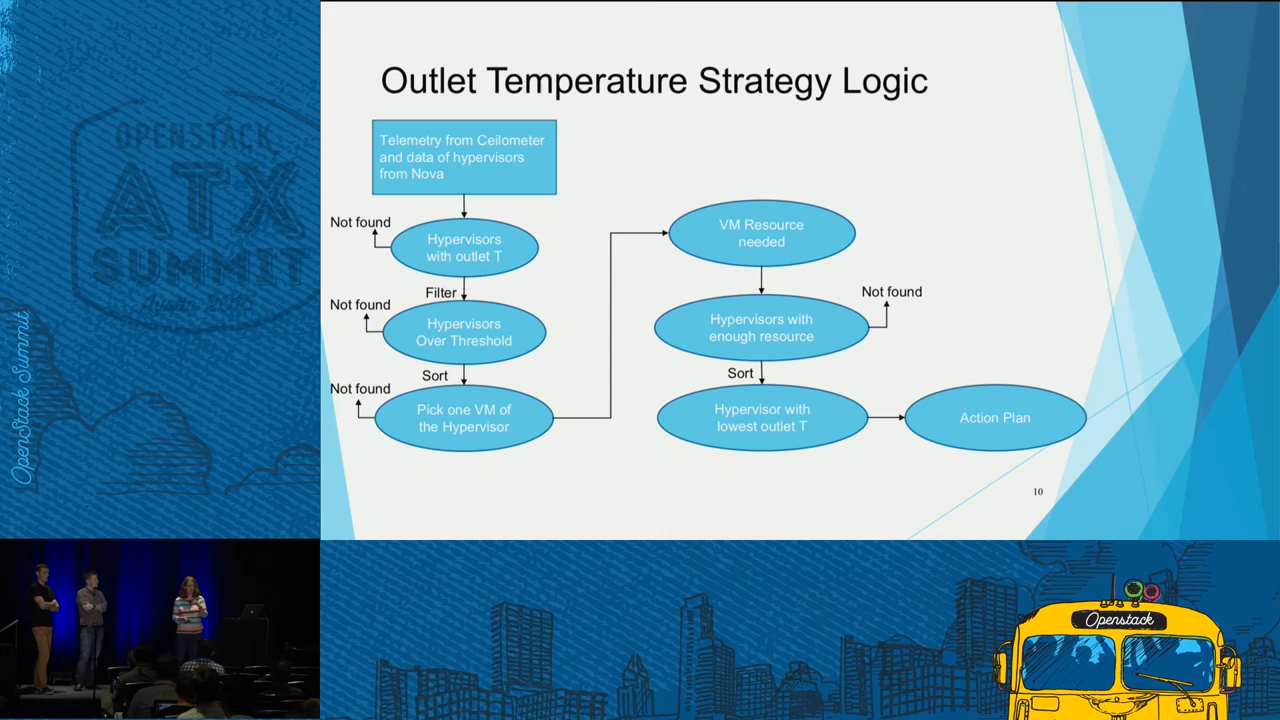 OPENSTACK
ATX
SUMMIT
OpenStack Summit
Outlet Temperature Strategy Logic
Telemetry from Ceilometer
and data of hypervisors
from Nova
Not found
Hypervisors
with outlet T
Filter
Not found
Hypervisors
Over Threshold
Sort
Not found
Pick one VM of
the Hypervisor
VM Resource
needed
Not found
Hypervisors with
enough resource
Sort
Hypervisor with
lowest outlet T
Action Plan
10
Openstack